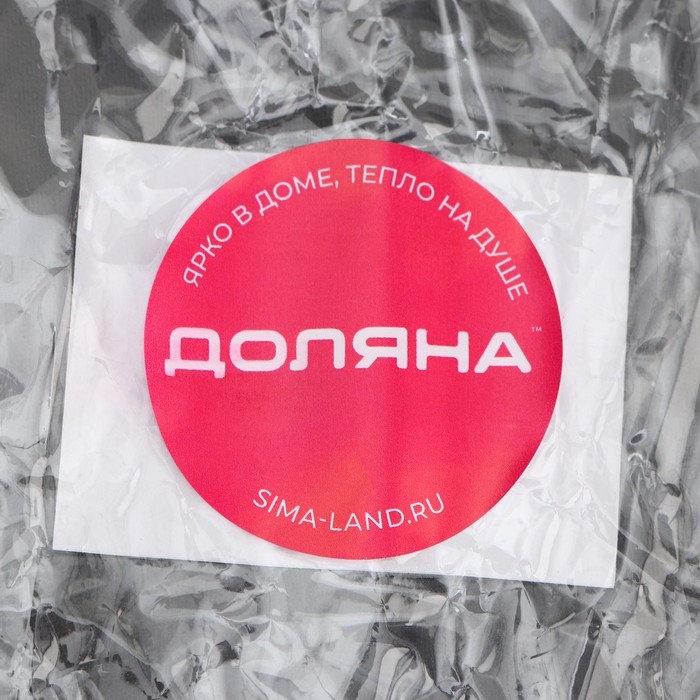 ЯРКО В ДОМЕ, ТЕПЛО НА ДУШЕ
ДОЛЯНА™
SIMA-LAND.RU